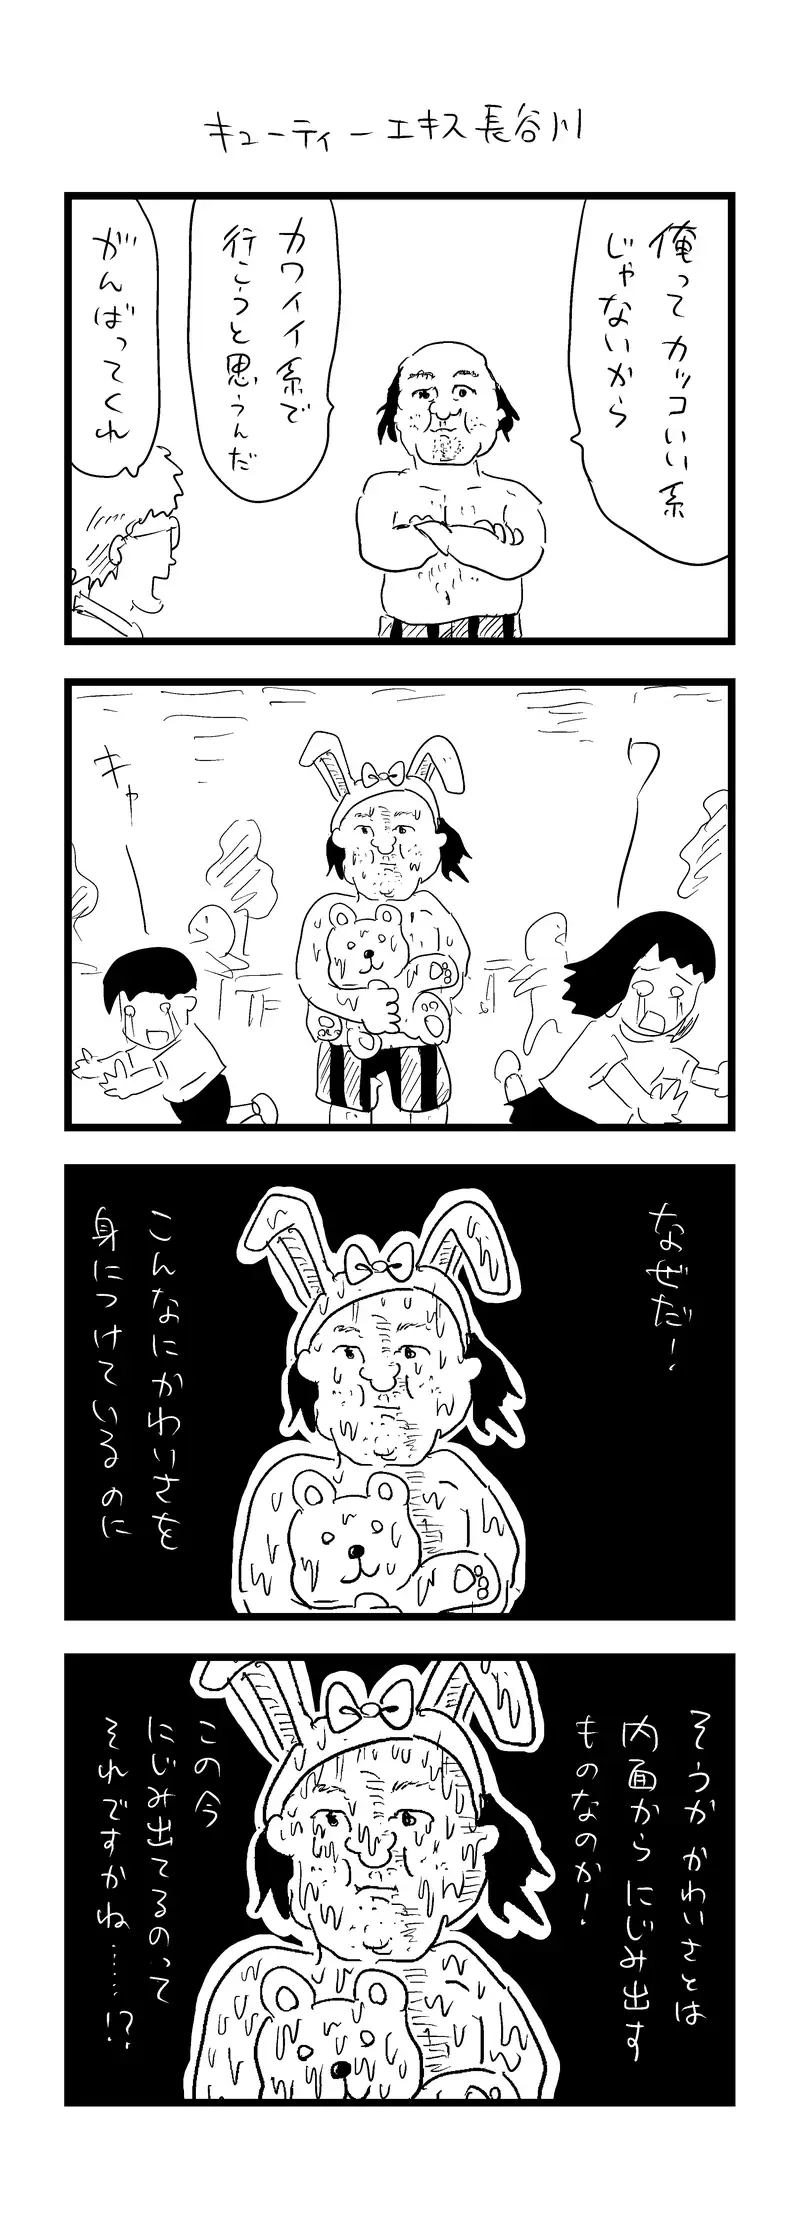 キューティーエキス長谷川
俺ってカッコいい系
じゃないから
カワイイ系で
行こうと思うんだ
がんばってくれ
ワー
キャー
なぜだ!
こんなにかわいさを
身につけているのに
そうか かわいさとは
内面から にじみ出す
ものなのか!
この今
にじみ出てるのって
それですかね……!?